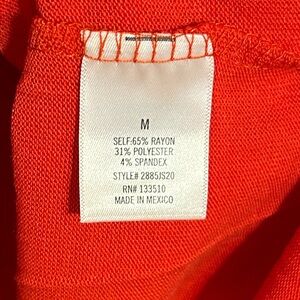 M
SELF:65% RAYON
31% POLYESTER
4% SPANDEX
STYLE# 2885JS20
RN# 133510
MADE IN MEXICO